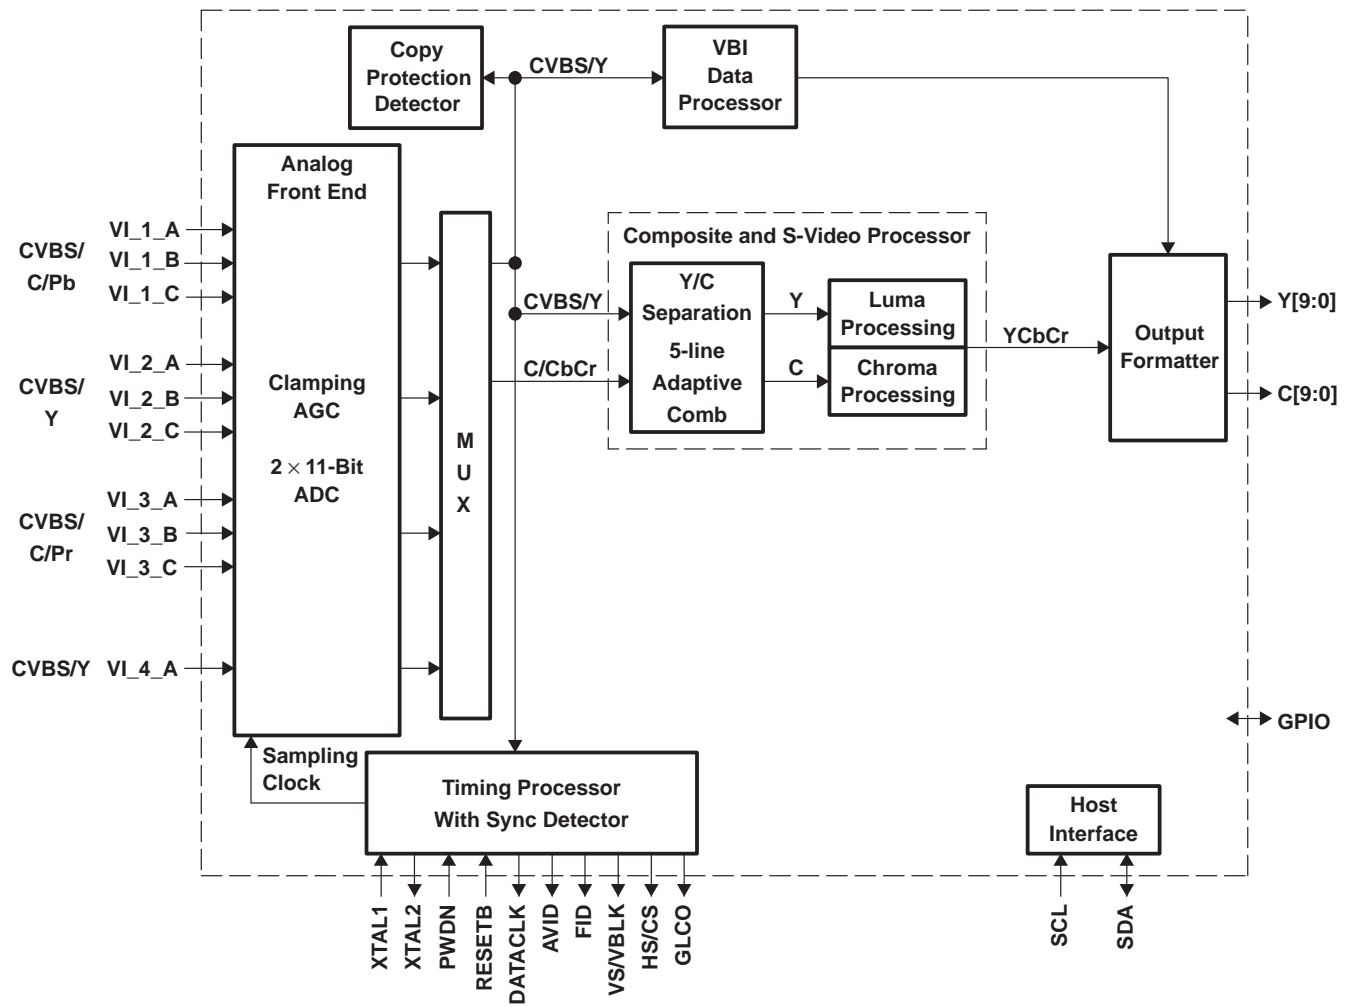 Copy
Protection
Detector
CVBS/Y
VBI
Data
Processor
Analog
Front End
Clamping
AGC
2 × 11-Bit
ADC
CVBS/
C/Pb
VI_1_A
VI_1_B
VI_1_C
CVBS/
Y
VI_2_A
VI_2_B
VI_2_C
CVBS/
C/Pr
VI_3_A
VI_3_B
VI_3_C
CVBS/Y
VI_4_A
M
U
X
CVBS/Y
C/CbCr
Composite and S-Video Processor
Y/C
Separation
5-line
Adaptive
Comb
Y
C
Luma
Processing
Chroma
Processing
YCbCr
Output
Formatter
Y[9:0]
C[9:0]
GPIO
Sampling
Clock
Timing Processor
With Sync Detector
Host
Interface
XTAL1
XTAL2
PWDN
RESETB
DATACLK
AVID
FID
VS/VBLK
HS/CS
GLCO
SCL
SDA